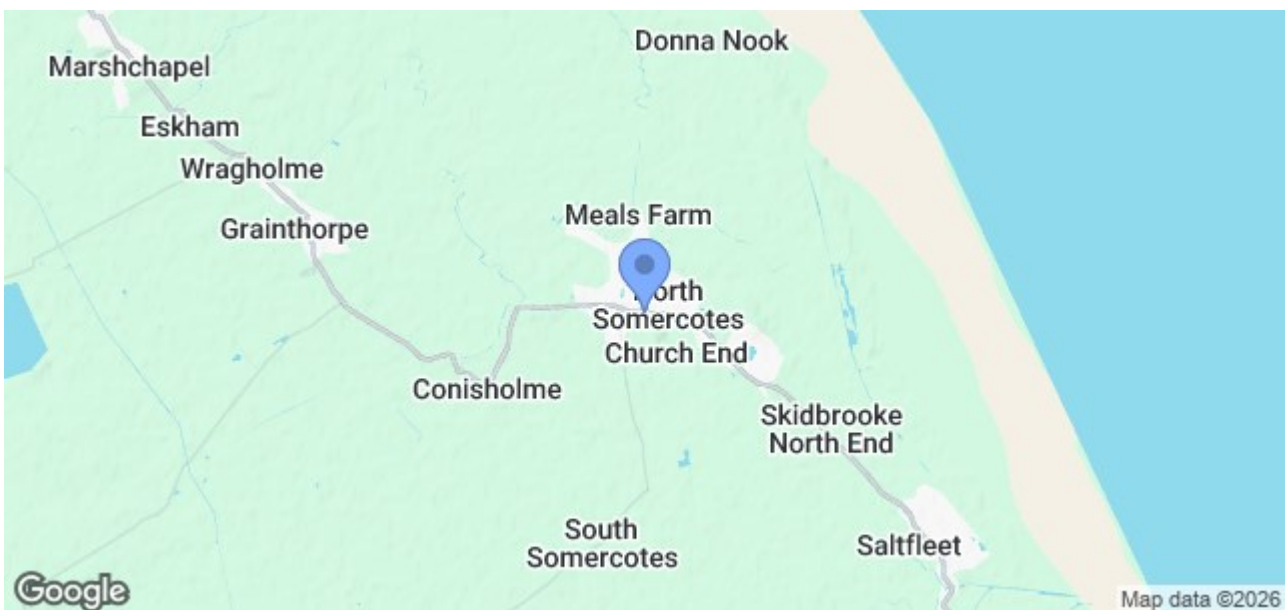 Donna Nook
Marshchapel
Eskham
Wragholme
Meals Farm
Grainthorpe
North
Somercotes
Church End
Conisholme
Skidbrooke
North End
South
Somercotes
Saltfleet
Google
Map data ©2026